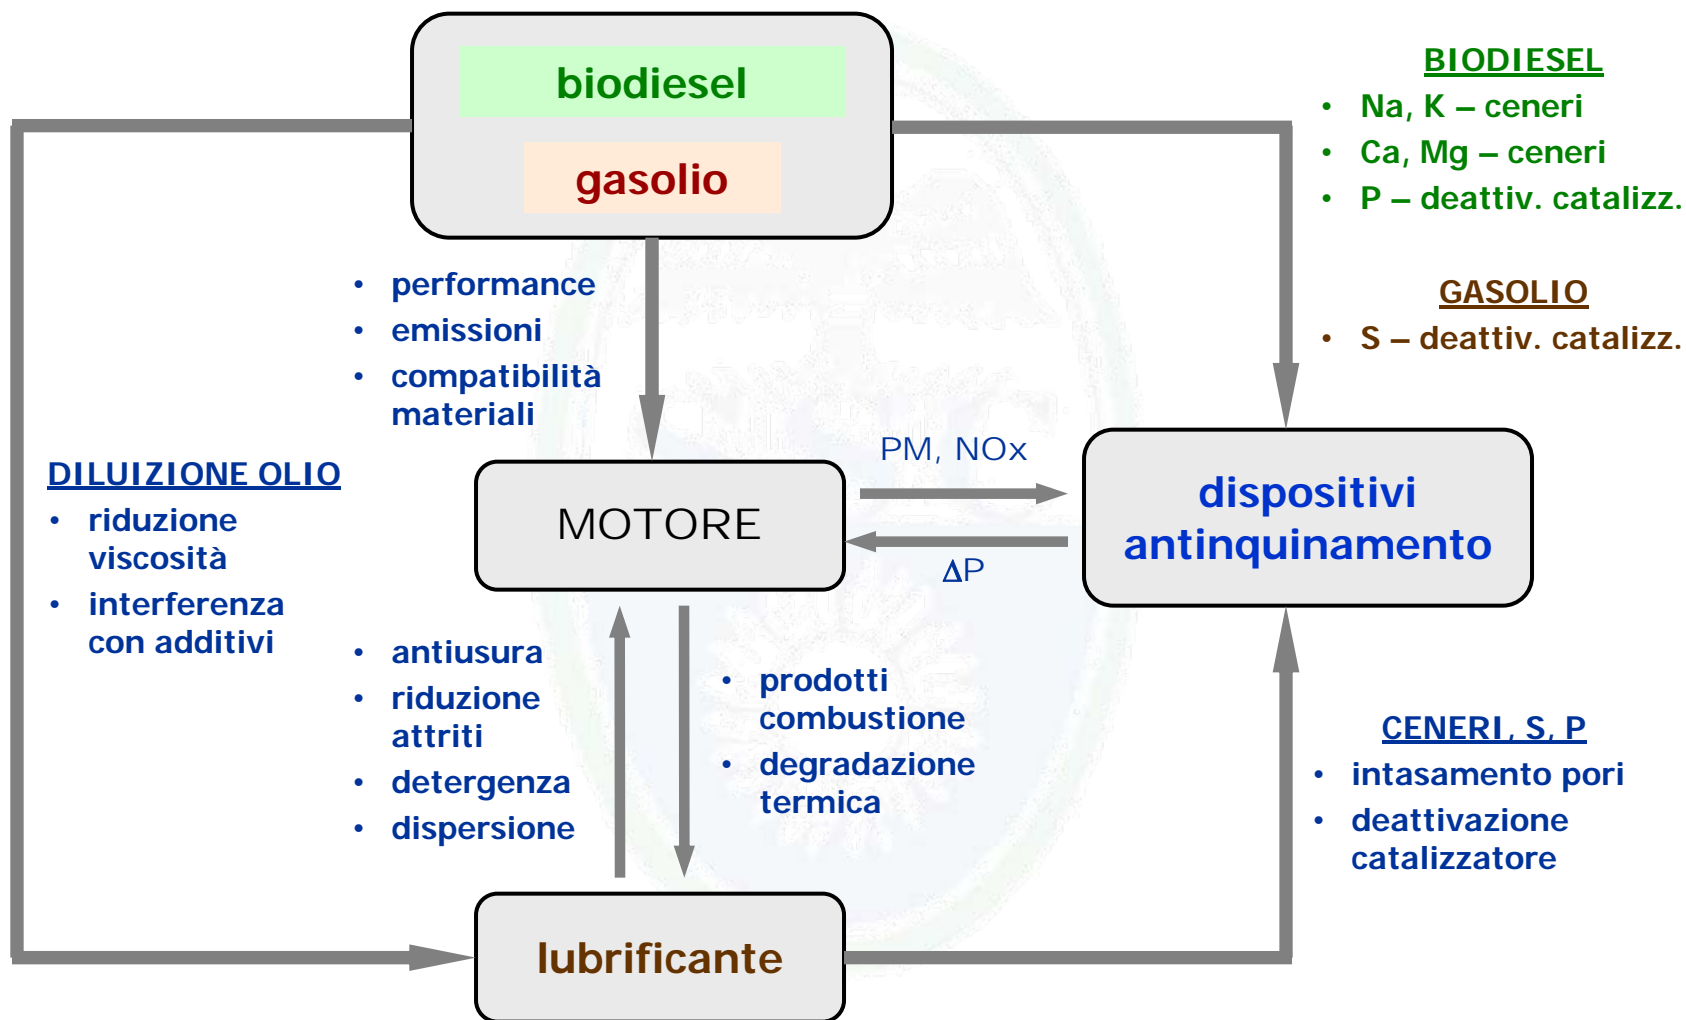 biodiesel
gasolio
BIODIESEL
• Na, K – ceneri
• Ca, Mg – ceneri
• P – deattiv. catalizz.
GASOLIO
• S – deattiv. catalizz.
• performance
• emissioni
• compatibilità
materiali
DILUIZIONE OLIO
• riduzione
viscosità
• interferenza
con additivi
MOTORE
PM, NOx
ΔP
dispositivi
antinquinamento
• antiusura
• riduzione
attriti
• detergenza
• dispersione
• prodotti
combustione
• degradazione
termica
CENERI, S, P
• intasamento pori
• deattivazione
catalizzatore
lubrificante